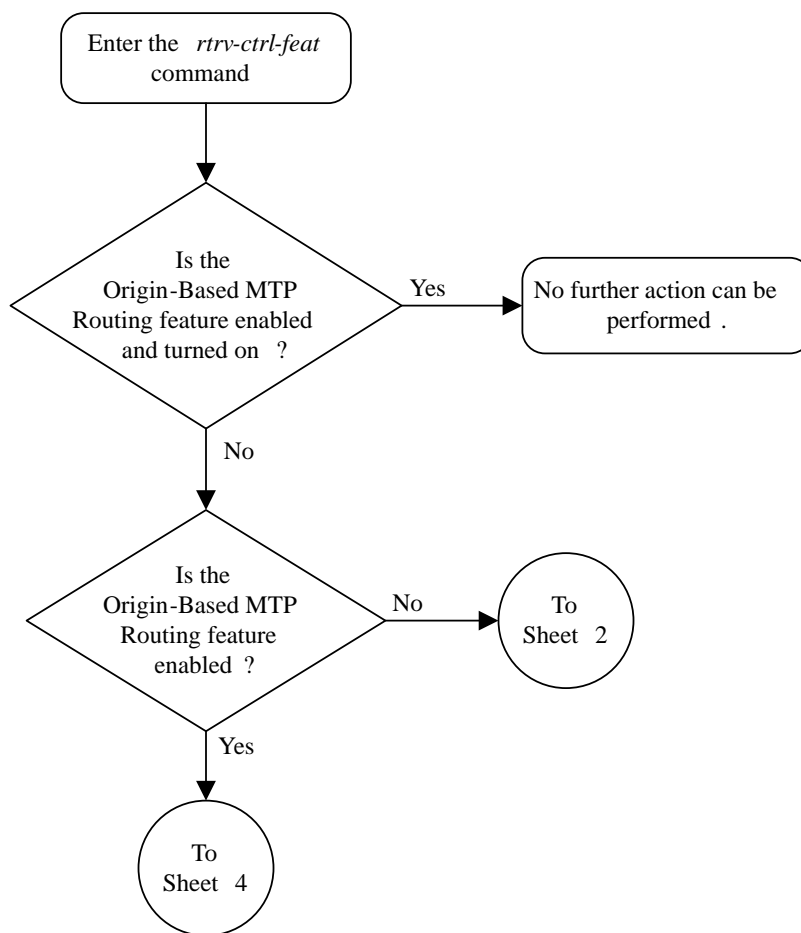 Enter the rtrv-ctrl-feat
command
Is the
Origin-Based MTP
Routing feature enabled
and turned on ?
Yes
No further action can be
performed .
No
Is the
Origin-Based MTP
Routing feature
enabled ?
No
To
Sheet 2
Yes
To
Sheet 4